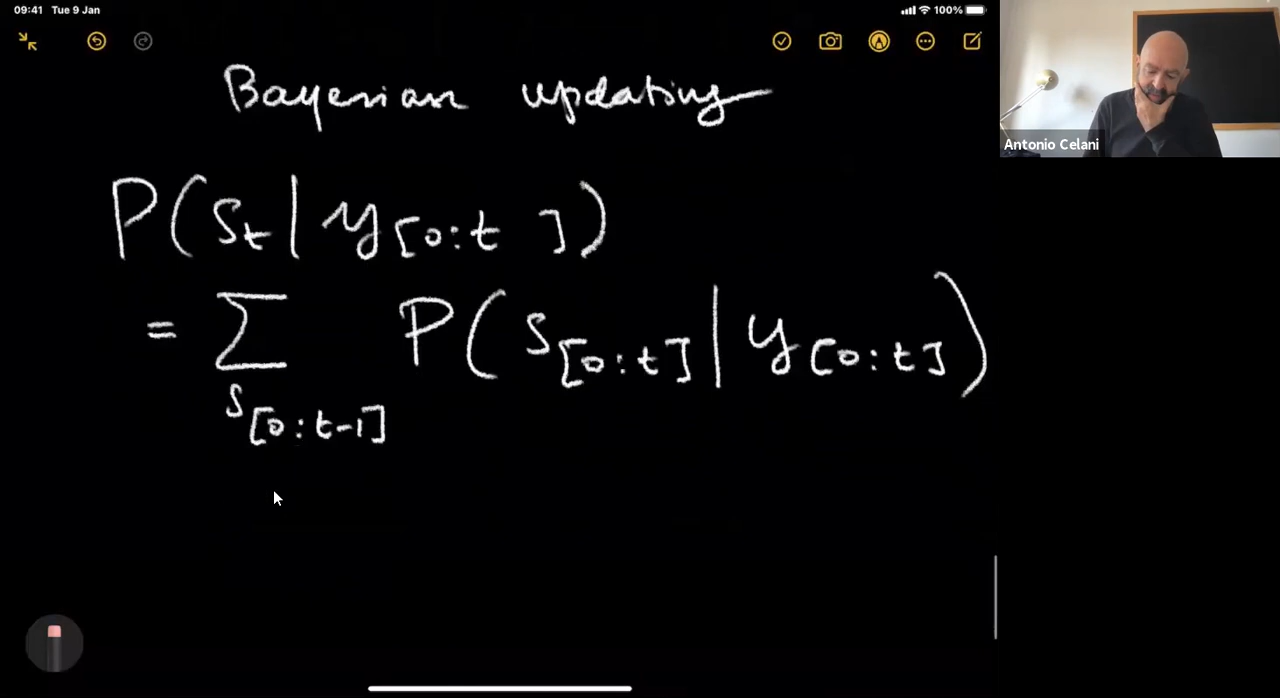 09:41 Tue 9 Jan 100%
Bayesian updating
Antonio Celani
P(s_t | y_[0:t])
= Σ_{s_[0:t-1]} P(s_[0:t] | y_[0:t])